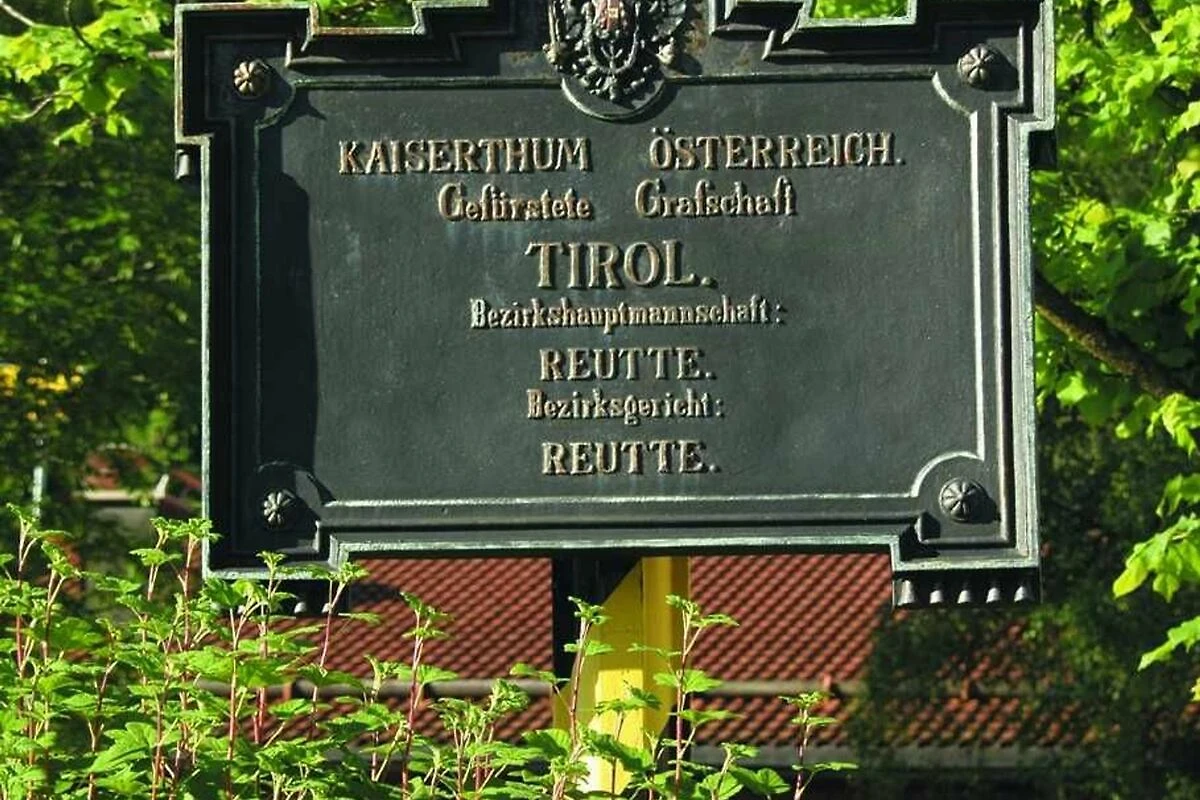 KAISERTHUM ÖSTERREICH.
Gefürstete Grafschaft
TIROL.
Bezirkshauptmannschaft:
REUTTE.
Bezirksgericht:
REUTTE.